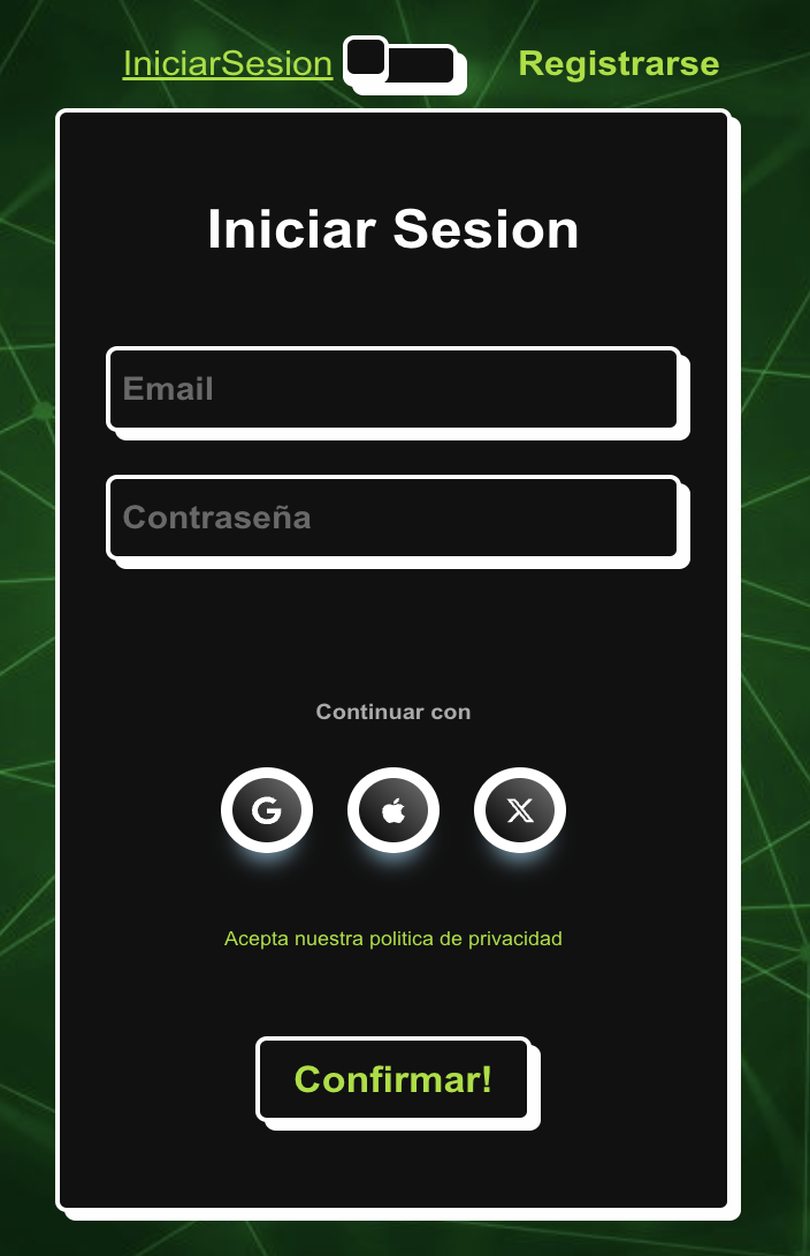 IniciarSesion Registrarse
Iniciar Sesion
Email
Contraseña
Continuar con
Acepta nuestra politica de privacidad
Confirmar!